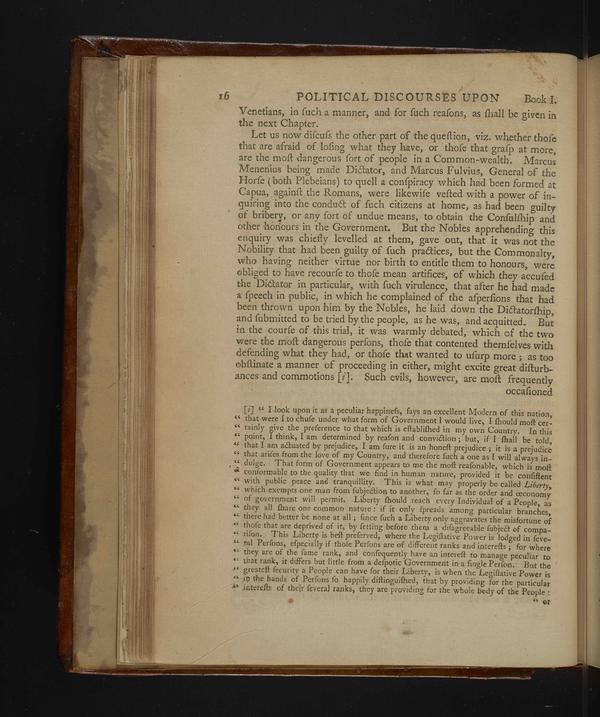 16 POLITICAL DISCOURSES UPON Book I.
Venetians, in ſuch a manner, and for ſuch reaſons, as ſhall be given in
the next Chapter.
Let us now diſcuſs the other part of the queſtion, viz. whether thoſe
that are afraid of loſing what they have, or thoſe that graſp at more,
are the moſt dangerous ſort of people in a Common-wealth. Marcus
Menenius being made Dictator, and Marcus Fulvius, General of the
Horſe (both Plebeians) to quell a conſpiracy which had been formed at
Capua, againſt the Romans, were likewiſe veſted with a power of in-
quiring into the conduct of ſuch citizens at home, as had been guilty
of bribery, or any ſort of undue means, to obtain the Conſulſhip and
other honours in the Government. But the Nobles apprehending this
enquiry was chiefly levelled at them, gave out, that it was not the
Nobility that had been guilty of ſuch practices, but the Commonalty,
who having neither virtue nor birth to entitle them to honours, were
obliged to have recourſe to thoſe mean artifices, of which they accuſed
the Dictator in particular, with ſuch virulence, that after he had made
a ſpeech in public, in which he complained of the aſperſions that had
been thrown upon him by the Nobles, he laid down the Dictatorſhip,
and ſubmitted to be tried by the people, as he was, and acquitted. But
in the courſe of this trial, it was warmly debated, which of the two
were the moſt dangerous perſons, thoſe that contented themſelves with
defending what they had, or thoſe that wanted to uſurp more; as too
obſtinate a manner of proceeding in either, might excite great diſturb-
ances and commotions [i]. Such evils, however, are moſt frequently
occaſioned
[i] “ I look upon it as a peculiar happineſs, ſays an excellent Modern of this nation,
“ that were I to chuſe under what form of Government I would live, I ſhould moſt cer-
“ tainly give the preference to that which is eſtabliſhed in my own Country. In this
“ point, I think, I am determined by reaſon and conviction; but, if I ſhall be told,
“ that I am actuated by prejudice, I am ſure it is an honeſt prejudice; it is a prejudice
“ that ariſes from the love of my Country, and therefore ſuch a one as I will always in-
“ dulge. That form of Government appears to me the moſt reaſonable, which is moſt
“ conformable to the quality that we find in human nature, provided it be conſiſtent
“ with public peace and tranquillity. This is what may properly be called Liberty,
“ which exempts one man from ſubjection to another, ſo far as the order and œconomy
“ of government will permit. Liberty ſhould reach every Individual of a People, as
“ they all ſhare one common nature: if it only ſpreads among particular branches,
“ there had better be none at all; ſince ſuch a Liberty only aggravates the misfortune of
“ thoſe that are deprived of it, by ſetting before them a diſagreeable ſubject of compa-
“ riſon. This Liberty is beſt preſerved, where the Legiſlative Power is lodged in ſeve-
“ ral Perſons, eſpecially if thoſe Perſons are of different ranks and intereſts; for where
“ they are of the ſame rank, and conſequently have an intereſt to manage peculiar to
“ that rank, it differs but little from a deſpotic Government in a ſingle Perſon. But the
“ greateſt ſecurity a People can have for their Liberty, is when the Legiſlative Power is
“ in the hands of Perſons ſo happily diſtinguiſhed, that by providing for the particular
“ intereſts of their ſeveral ranks, they are providing for the whole body of the People:
“ or